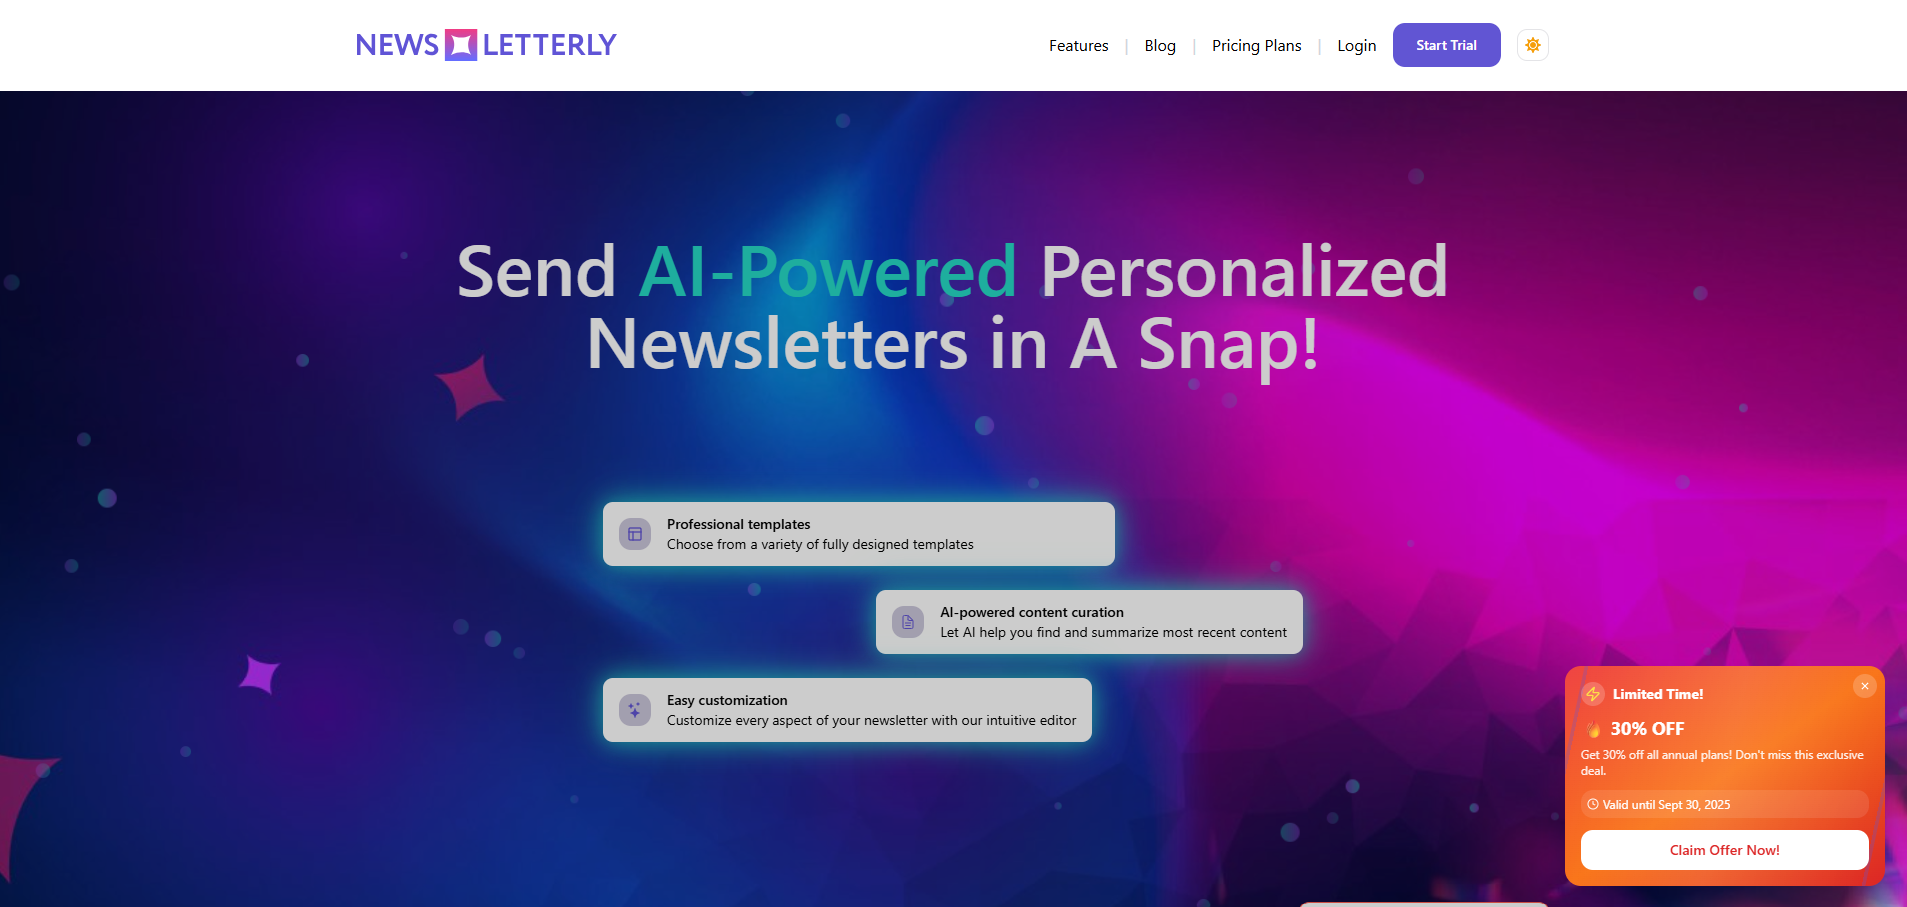 NEWS LETTERLY
Features | Blog | Pricing Plans | Login Start Trial
Send AI-Powered Personalized
Newsletters in A Snap!
Professional templates
Choose from a variety of fully designed templates
AI-powered content curation
Let AI help you find and summarize most recent content
Easy customization
Customize every aspect of your newsletter with our intuitive editor
Limited Time!
30% OFF
Get 30% off all annual plans! Don't miss this exclusive
deal.
Valid until Sept 30, 2025
Claim Offer Now!